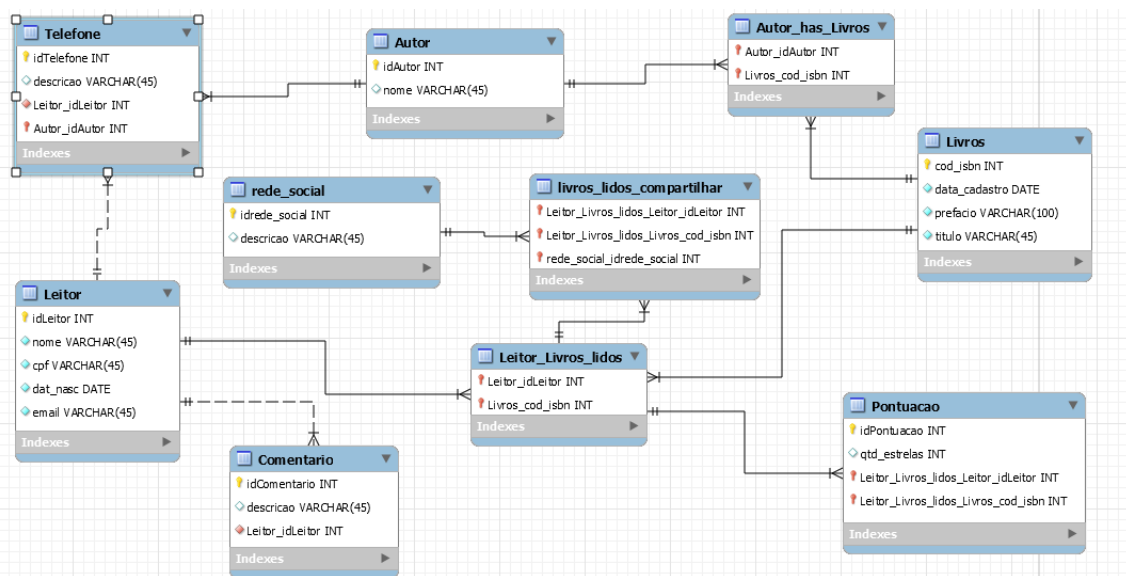 Telefone
idTelefone INT
descricao VARCHAR(45)
Leitor_idLeitor INT
Autor_idAutor INT
Indexes
Autor
idAutor INT
nome VARCHAR(45)
Indexes
Autor_has_Livros
Autor_idAutor INT
Livros_cod_isbn INT
Indexes
Livros
cod_isbn INT
data_cadastro DATE
prefacio VARCHAR(100)
titulo VARCHAR(45)
Indexes
rede_social
idrede_social INT
descricao VARCHAR(45)
Indexes
livros_lidos_compartilhar
Leitor_Livros_lidos_Leitor_idLeitor INT
Leitor_Livros_lidos_Livros_cod_isbn INT
rede_social_idrede_social INT
Indexes
Leitor
idLeitor INT
nome VARCHAR(45)
cpf VARCHAR(45)
dat_nasc DATE
email VARCHAR(45)
Indexes
Leitor_Livros_lidos
Leitor_idLeitor INT
Livros_cod_isbn INT
Indexes
Pontuacao
idPontuacao INT
qtd_estrelas INT
Leitor_Livros_lidos_Leitor_idLeitor INT
Leitor_Livros_lidos_Livros_cod_isbn INT
Indexes
Comentario
idComentario INT
descricao VARCHAR(45)
Leitor_idLeitor INT
Indexes